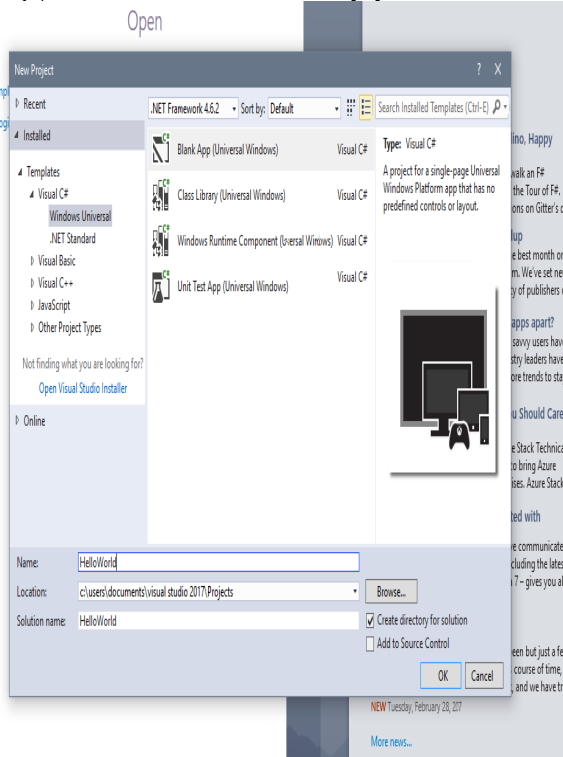 Open
New Project
? X
Recent
Installed
Templates
Visual C#
Windows Universal
.NET Standard
Visual Basic
Visual C++
JavaScript
Other Project Types
Not finding what you are looking for?
Open Visual Studio Installer
Online
.NET Framework 4.6.2 Sort by: Default
Search Installed Templates (Ctrl-E)
Blank App (Universal Windows) Visual C#
Class Library (Universal Windows) Visual C#
Windows Runtime Component (Universal Windows) Visual C#
Unit Test App (Universal Windows) Visual C#
Type: Visual C#
A project for a single-page Universal
Windows Platform app that has no
predefined controls or layout.
Name: HelloWorld
Location: c:\users\documents\visual studio 2017\Projects
Browse...
Solution name: HelloWorld
Create directory for solution
Add to Source Control
OK Cancel
ino, Happy
walk an F#
the Tour of F#,
ons on Gitter's
e best month or
m. We've set ne
y of publishers
apps apart?
savvy users hav
stry leaders have
ore trends to sta
u Should Care
e Stack Technica
to bring Azure
ises. Azure Stack
ted with
e communicate
cluding the lates
7 – gives you al
een but just a fe
course of time,
, and we have tr
NEW Tuesday, February 28, 207
More news...